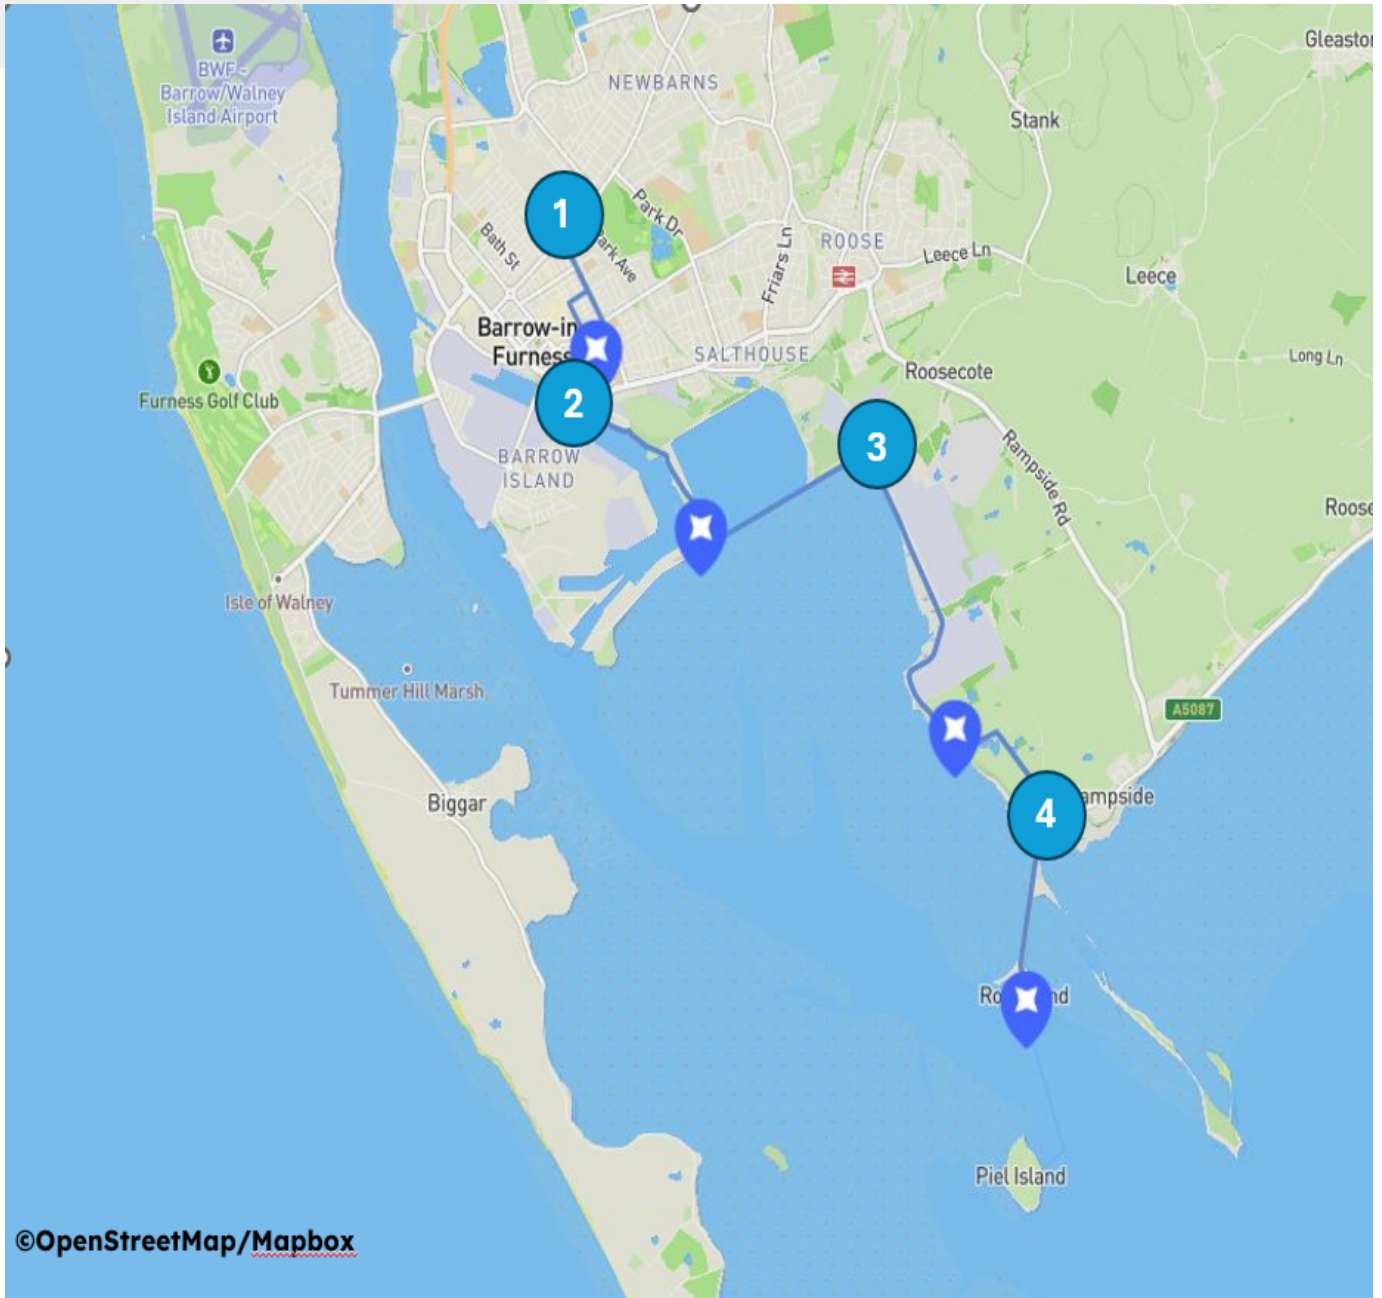 Gleaston
NEWBARNS
BWF -
Barrow/Walney
Island Airport
Stank
1
Park Dr
Bath St
Park Ave
Friars Ln
ROOSE
Leece Ln
Leece
Barrow-in
Furness
SALTHOUSE
Long Ln
Roosecote
Furness Golf Club
2
3
BARROW
ISLAND
Rampside Rd
Roose
Isle of Walney
Tummer Hill Marsh
A5087
Biggar
4
ampside
Ro
nd
Piel Island
©OpenStreetMap/Mapbox